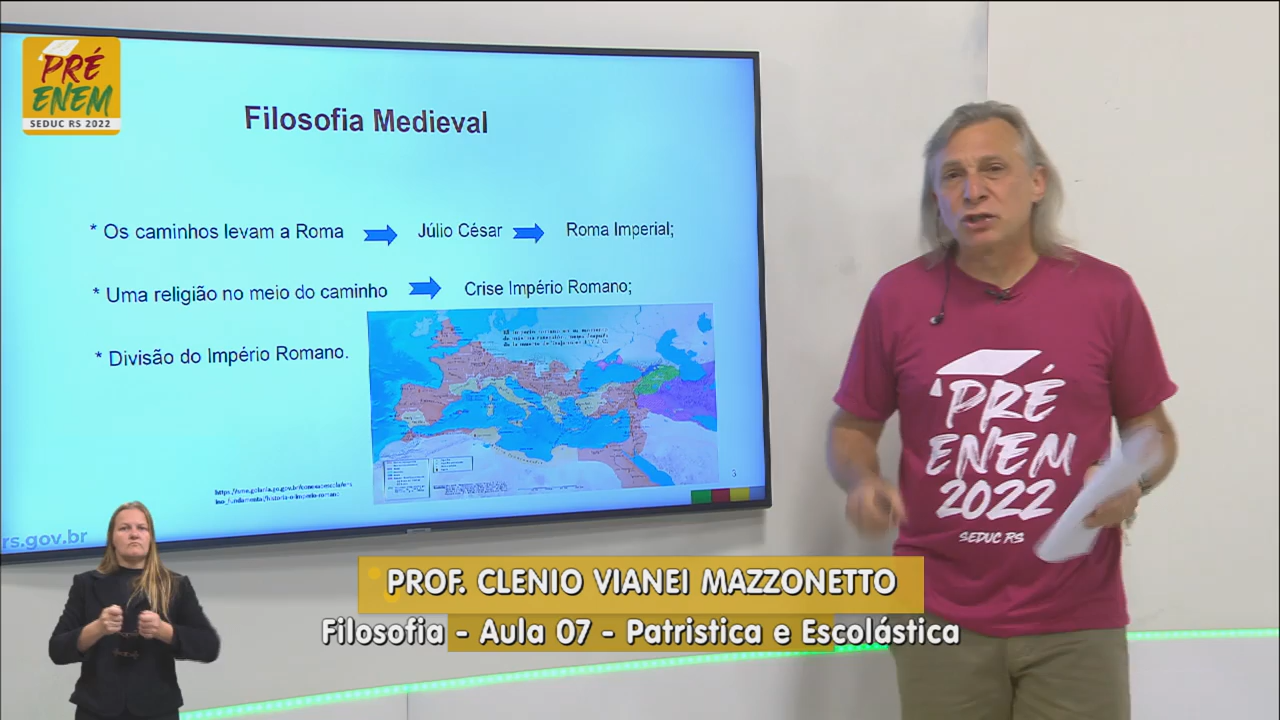 PRÉ
ENEM
SEDUC RS 2022
Filosofia Medieval
* Os caminhos levam a Roma Júlio César Roma Imperial;
* Uma religião no meio do caminho Crise Império Romano;
* Divisão do Império Romano.
3
rs.gov.br
PRÉ
ENEM
2022
SEDUC RS
PROF. CLENIO VIANEI MAZZONETTO
Filosofia - Aula 07 - Patristica e Escolástica